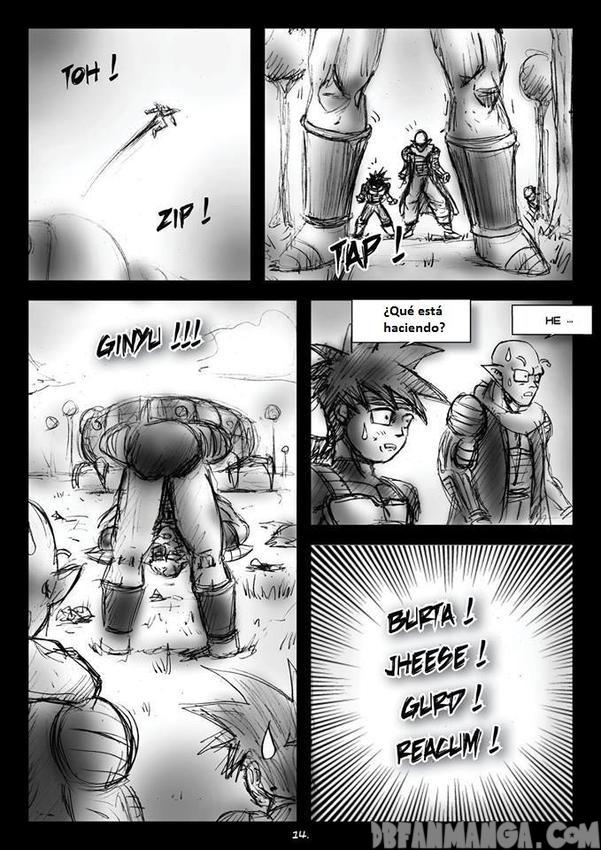 TOH !
ZIP !
TAP !
GINYU !!!
¿Qué está
haciendo?
HE ...
BURTA !
JHEESE !
GURD !
REACUM !
14.
DBFANMANGA.COM